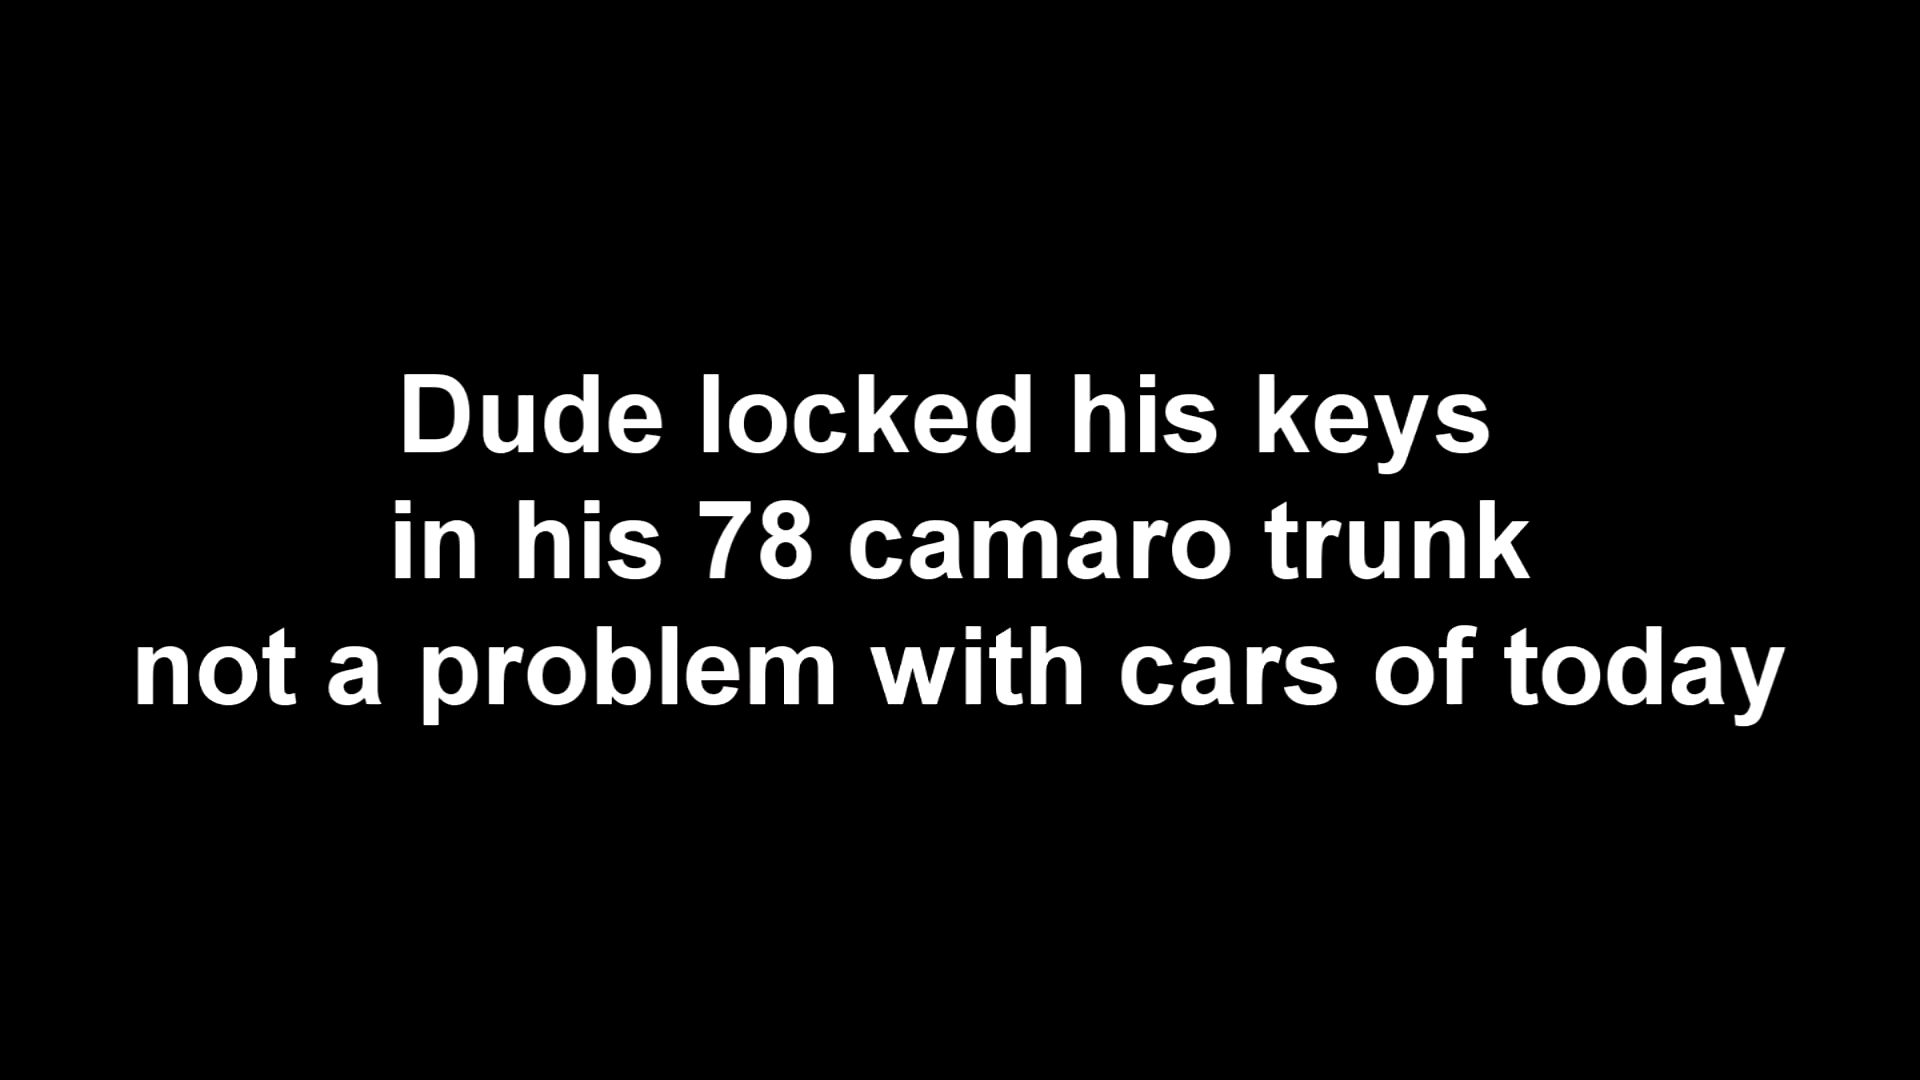 Dude locked his keys
in his 78 camaro trunk
not a problem with cars of today